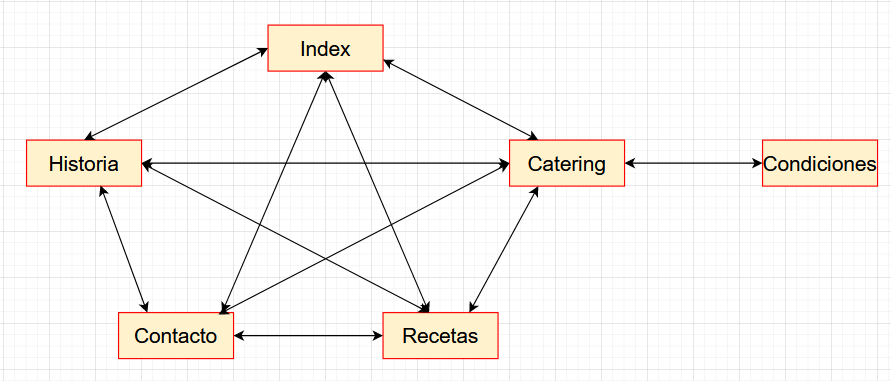 Index
Historia
Catering
Condiciones
Contacto
Recetas